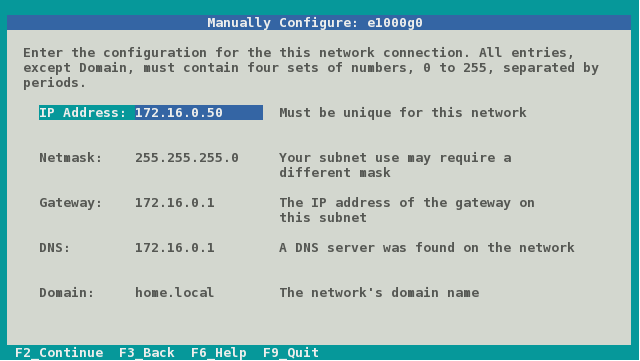 Manually Configure: e1000g0
Enter the configuration for the this network connection. All entries,
except Domain, must contain four sets of numbers, 0 to 255, separated by
periods.
IP Address: 172.16.0.50 Must be unique for this network
Netmask: 255.255.255.0 Your subnet use may require a
different mask
Gateway: 172.16.0.1 The IP address of the gateway on
this subnet
DNS: 172.16.0.1 A DNS server was found on the network
Domain: home.local The network's domain name
F2_Continue F3_Back F6_Help F9_Quit